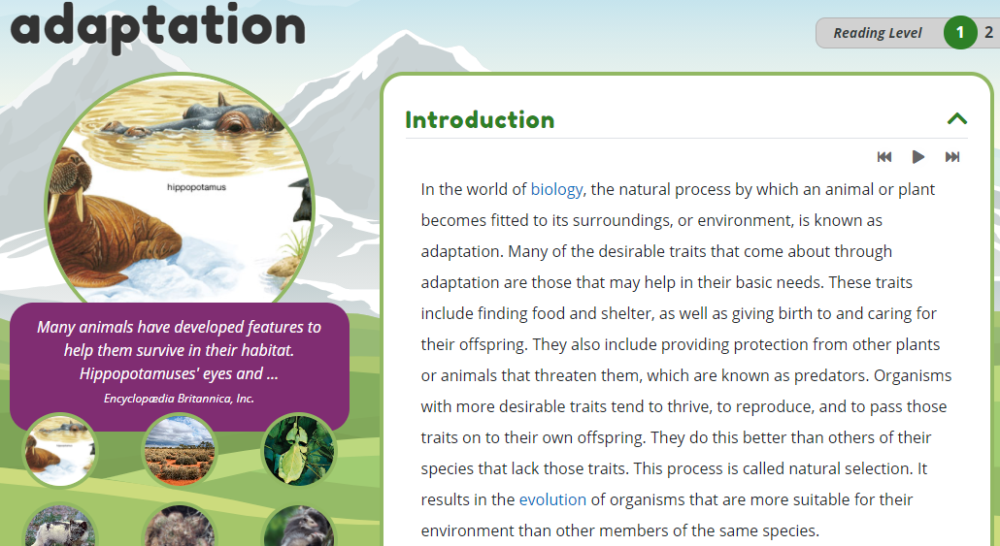 adaptation
Reading Level 1 2
hippopotamus
Many animals have developed features to
help them survive in their habitat.
Hippopotamuses' eyes and ...
Encyclopædia Britannica, Inc.
Introduction
In the world of biology, the natural process by which an animal or plant
becomes fitted to its surroundings, or environment, is known as
adaptation. Many of the desirable traits that come about through
adaptation are those that may help in their basic needs. These traits
include finding food and shelter, as well as giving birth to and caring for
their offspring. They also include providing protection from other plants
or animals that threaten them, which are known as predators. Organisms
with more desirable traits tend to thrive, to reproduce, and to pass those
traits on to their own offspring. They do this better than others of their
species that lack those traits. This process is called natural selection. It
results in the evolution of organisms that are more suitable for their
environment than other members of the same species.